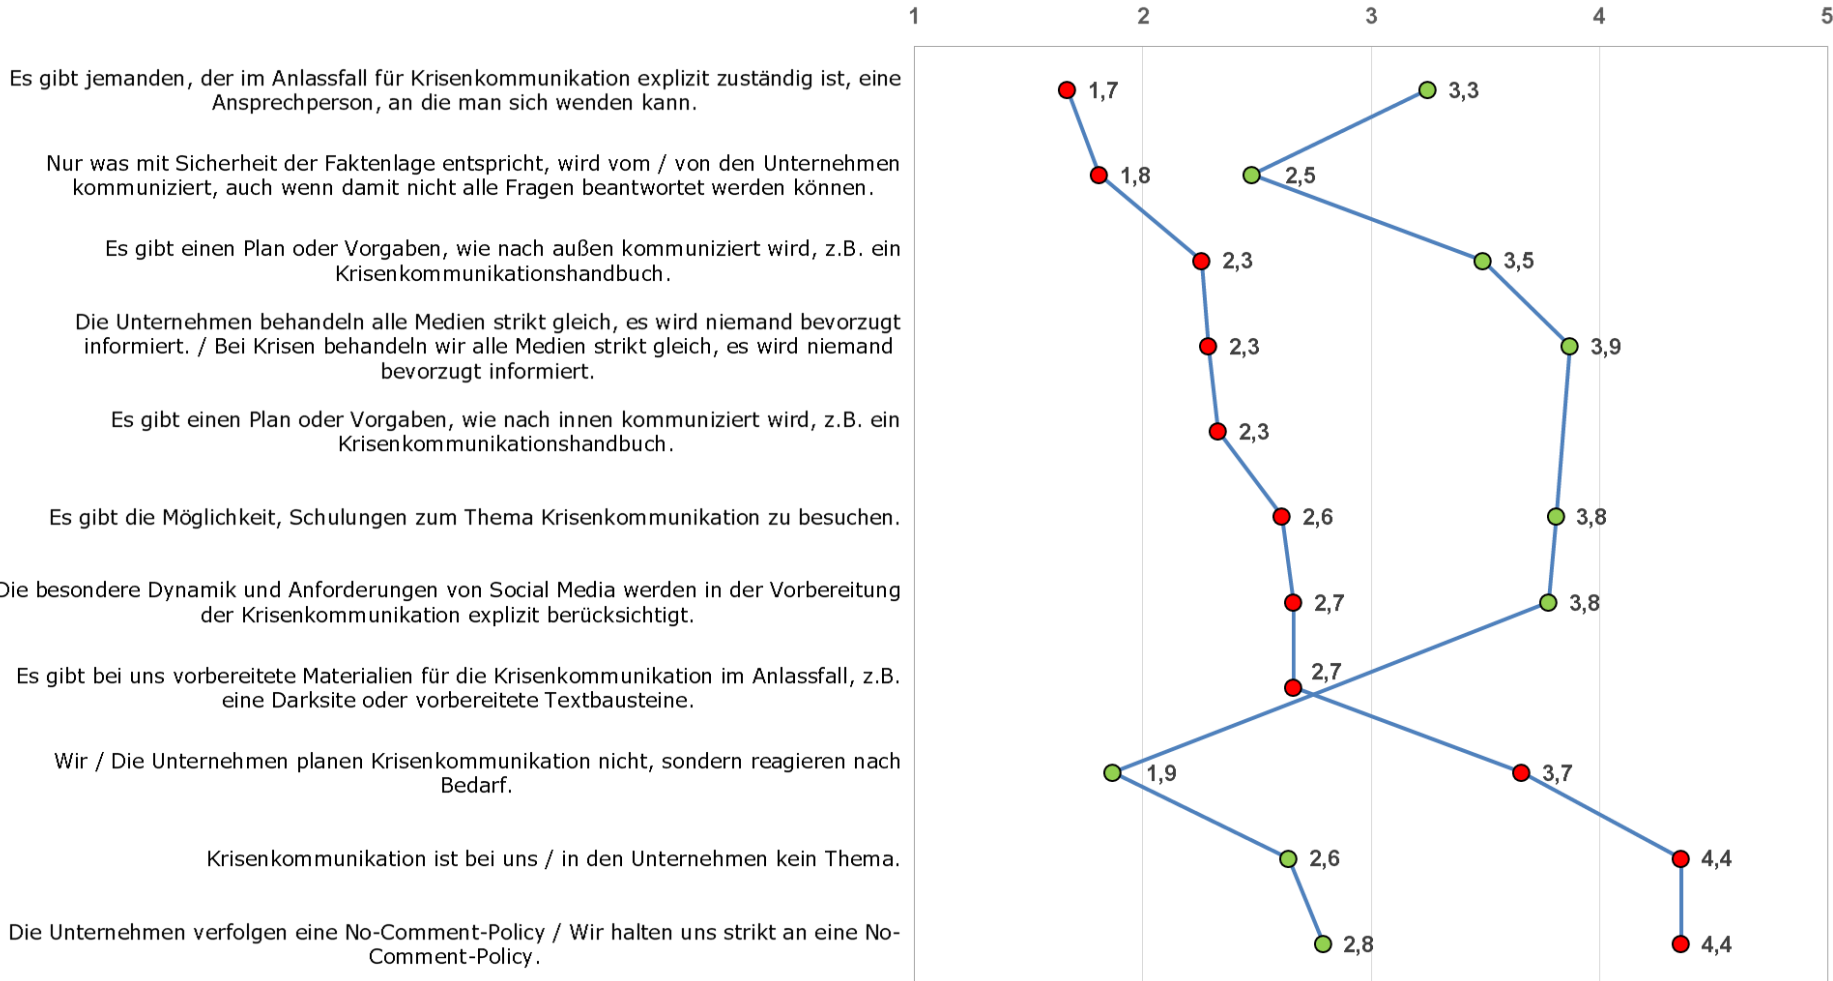 1 2 3 4 5
Es gibt jemanden, der im Anlassfall für Krisenkommunikation explizit zuständig ist, eine
Ansprechperson, an die man sich wenden kann.
1,7 3,3
Nur was mit Sicherheit der Faktenlage entspricht, wird vom / von den Unternehmen
kommuniziert, auch wenn damit nicht alle Fragen beantwortet werden können.
1,8 2,5
Es gibt einen Plan oder Vorgaben, wie nach außen kommuniziert wird, z.B. ein
Krisenkommunikationshandbuch.
2,3 3,5
Die Unternehmen behandeln alle Medien strikt gleich, es wird niemand bevorzugt
informiert. / Bei Krisen behandeln wir alle Medien strikt gleich, es wird niemand
bevorzugt informiert.
2,3 3,9
Es gibt einen Plan oder Vorgaben, wie nach innen kommuniziert wird, z.B. ein
Krisenkommunikationshandbuch.
2,3
Es gibt die Möglichkeit, Schulungen zum Thema Krisenkommunikation zu besuchen.
2,6 3,8
Die besondere Dynamik und Anforderungen von Social Media werden in der Vorbereitung
der Krisenkommunikation explizit berücksichtigt.
2,7 3,8
Es gibt bei uns vorbereitete Materialien für die Krisenkommunikation im Anlassfall, z.B.
eine Darksite oder vorbereitete Textbausteine.
2,7
Wir / Die Unternehmen planen Krisenkommunikation nicht, sondern reagieren nach
Bedarf.
1,9 3,7
Krisenkommunikation ist bei uns / in den Unternehmen kein Thema.
2,6 4,4
Die Unternehmen verfolgen eine No-Comment-Policy / Wir halten uns strikt an eine No-
Comment-Policy.
2,8 4,4